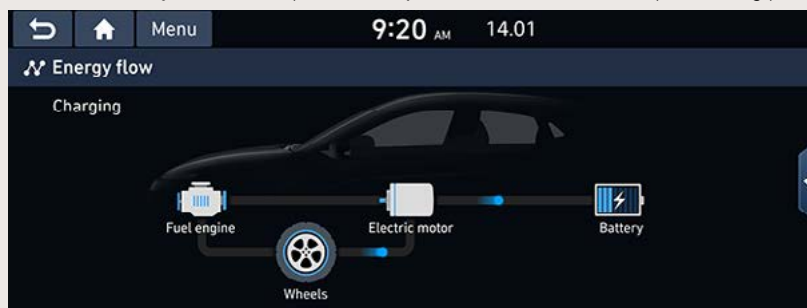 Menu
9:20 AM 14.01
Energy flow
Charging
Fuel engine
Electric motor
Battery
Wheels